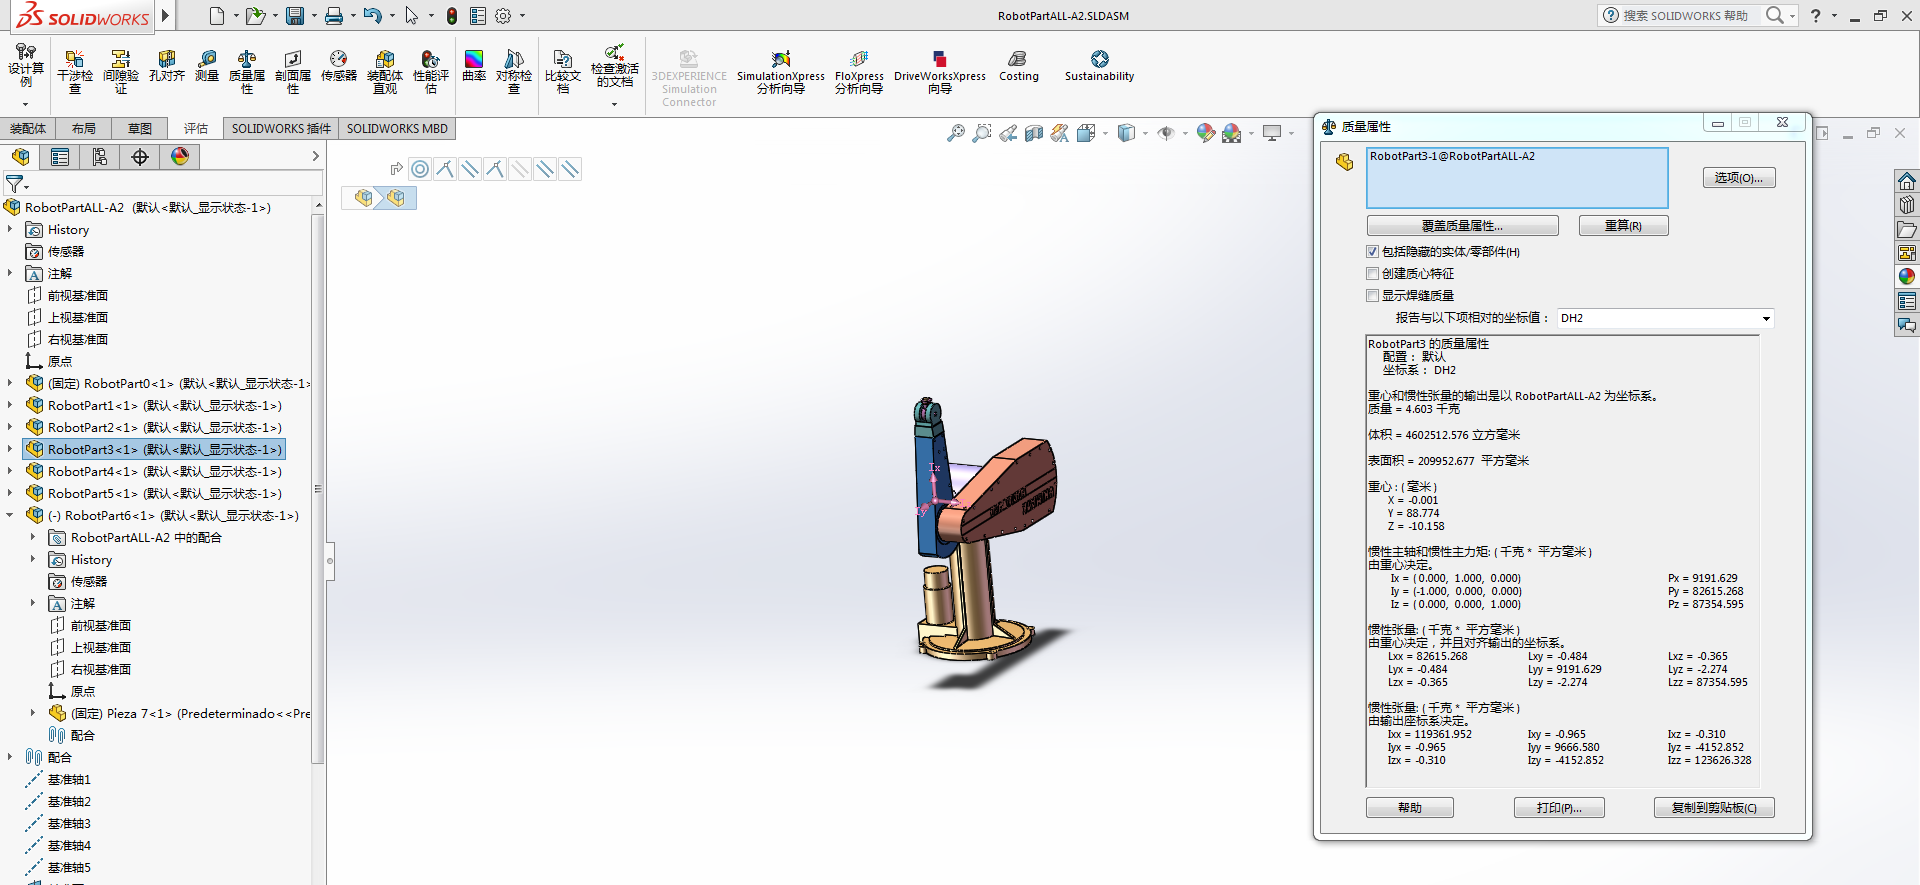 SOLIDWORKS
RobotPartALL-A2.SLDASM
搜索 SOLIDWORKS 帮助
设计算例
干涉检查
间隙验证
孔对齐
测量
质量属性
剖面属性
传感器
装配体直观
性能评估
曲率
对称检查
比较文档
检查激活的文档
3DEXPERIENCE Simulation Connector
SimulationXpress 分析向导
FloXpress 分析向导
DriveWorksXpress 向导
Costing
Sustainability
装配体
布局
草图
评估
SOLIDWORKS 插件
SOLIDWORKS MBD
RobotPartALL-A2 (默认<默认_显示状态-1>)
History
传感器
注解
前视基准面
上视基准面
右视基准面
原点
(固定) RobotPart0<1> (默认<默认_显示状态-1>
RobotPart1<1> (默认<默认_显示状态-1>)
RobotPart2<1> (默认<默认_显示状态-1>)
RobotPart3<1> (默认<默认_显示状态-1>)
RobotPart4<1> (默认<默认_显示状态-1>)
RobotPart5<1> (默认<默认_显示状态-1>)
(-) RobotPart6<1> (默认<默认_显示状态-1>)
RobotPartALL-A2 中的配合
History
传感器
注解
前视基准面
上视基准面
右视基准面
原点
(固定) Pieza 7<1> (Predeterminado<<Pre
配合
配合
基准轴1
基准轴2
基准轴3
基准轴4
基准轴5
质量属性
RobotPart3-1@RobotPartALL-A2
选项(O)...
覆盖质量属性...
重算(R)
包括隐藏的实体/零部件(H)
创建质心特征
显示焊缝质量
报告与以下项相对的坐标值： DH2
RobotPart3 的质量属性
配置： 默认
坐标系： DH2
重心和惯性张量的输出是以 RobotPartALL-A2 为坐标系。
质量 = 4.603 千克
体积 = 4602512.576 立方毫米
表面积 = 209952.677 平方毫米
重心 : ( 毫米 )
X = -0.001
Y = 88.774
Z = -10.158
惯性主轴和惯性主力矩: ( 千克 * 平方毫米 )
由重心决定。
Ix = ( 0.000, 1.000, 0.000) Px = 9191.629
Iy = (-1.000, 0.000, 0.000) Py = 82615.268
Iz = ( 0.000, 0.000, 1.000) Pz = 87354.595
惯性张量: ( 千克 * 平方毫米 )
由重心决定，并且对齐输出的坐标系。
Lxx = 82615.268 Lxy = -0.484 Lxz = -0.365
Lyx = -0.484 Lyy = 9191.629 Lyz = -2.274
Lzx = -0.365 Lzy = -2.274 Lzz = 87354.595
惯性张量: ( 千克 * 平方毫米 )
由输出座标系决定。
Ixx = 119361.952 Ixy = -0.965 Ixz = -0.310
Iyx = -0.965 Iyy = 9666.580 Iyz = -4152.852
Izx = -0.310 Izy = -4152.852 Izz = 123626.328
帮助
打印(P)...
复制到剪贴板(C)